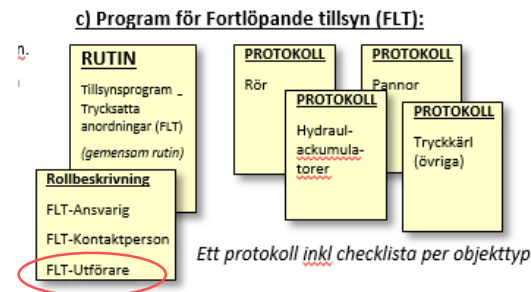 c) Program för Fortlöpande tillsyn (FLT):
n.
RUTIN
Tillsynsprogram _
Trycksatta
anordningar (FLT)
(gemensam rutin)
Rollbeskrivning
FLT-Ansvarig
FLT-Kontaktperson
FLT-Utförare
PROTOKOLL
Rör
PROTOKOLL
Pannor
PROTOKOLL
Hydraul-
ackumula-
torer
PROTOKOLL
Tryckkärl
(övriga)
Ett protokoll inkl checklista per objekttyp